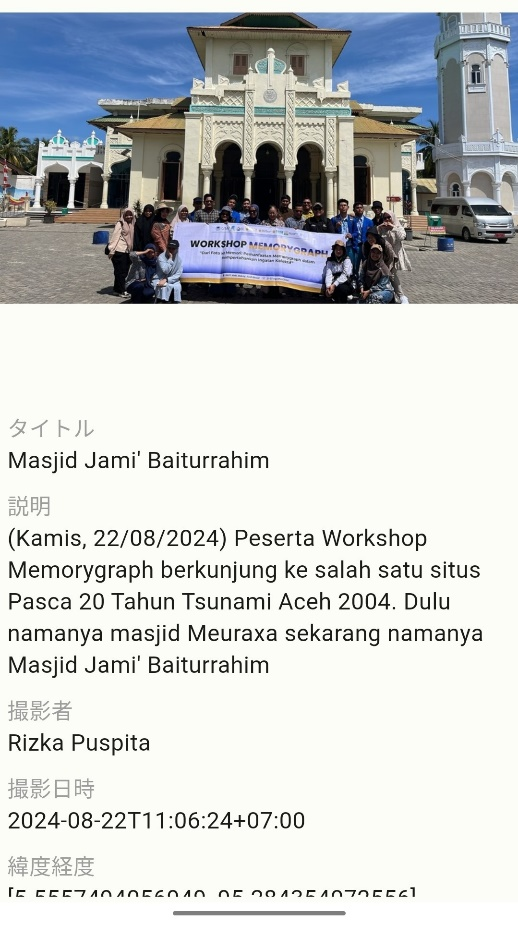 WORKSHOP MEMORYGRAPH
タイトル
Masjid Jami' Baiturrahim
説明
(Kamis, 22/08/2024) Peserta Workshop
Memorygraph berkunjung ke salah satu situs
Pasca 20 Tahun Tsunami Aceh 2004. Dulu
namanya masjid Meuraxa sekarang namanya
Masjid Jami' Baiturrahim
撮影者
Rizka Puspita
撮影日時
2024-08-22T11:06:24+07:00
緯度経度